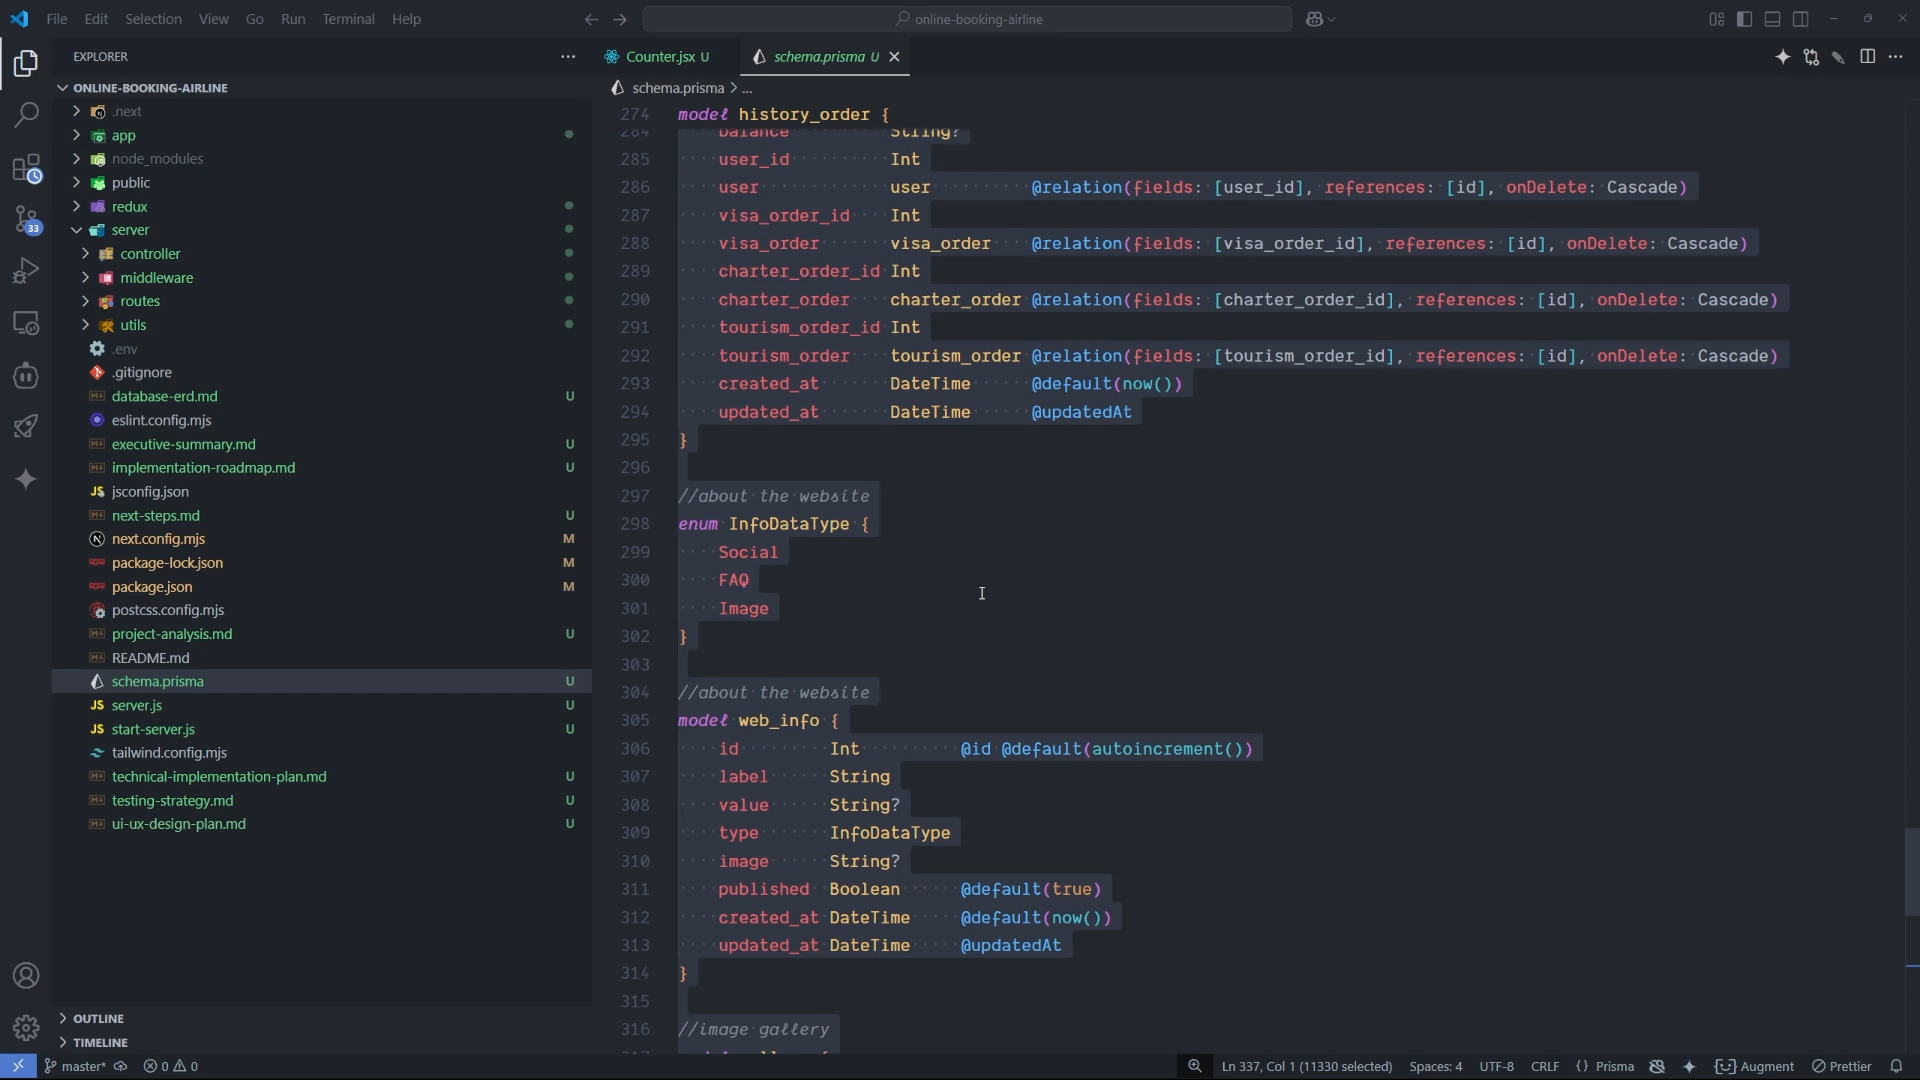 File Edit Selection View Go Run Terminal Help
online-booking-airline
EXPLORER
Counter.jsx U
schema.prisma U
ONLINE-BOOKING-AIRLINE
schema.prisma > ...
.next
app
node_modules
public
redux
server
controller
middleware
routes
utils
.env
.gitignore
database-erd.md U
eslint.config.mjs
executive-summary.md U
implementation-roadmap.md U
jsconfig.json
next-steps.md U
next.config.mjs M
package-lock.json M
package.json M
postcss.config.mjs
project-analysis.md U
README.md
schema.prisma U
server.js U
start-server.js U
tailwind.config.mjs
technical-implementation-plan.md U
testing-strategy.md U
ui-ux-design-plan.md U
OUTLINE
TIMELINE
33
274 model history_order {
284 balance String?
285 user_id Int
286 user user @relation(fields: [user_id], references: [id], onDelete: Cascade)
287 visa_order_id Int
288 visa_order visa_order @relation(fields: [visa_order_id], references: [id], onDelete: Cascade)
289 charter_order_id Int
290 charter_order charter_order @relation(fields: [charter_order_id], references: [id], onDelete: Cascade)
291 tourism_order_id Int
292 tourism_order tourism_order @relation(fields: [tourism_order_id], references: [id], onDelete: Cascade)
293 created_at DateTime @default(now())
294 updated_at DateTime @updatedAt
295 }
296
297 //about the website
298 enum InfoDataType {
299 Social
300 FAQ
301 Image
302 }
303
304 //about the website
305 model web_info {
306 id Int @id @default(autoincrement())
307 label String
308 value String?
309 type InfoDataType
310 image String?
311 published Boolean @default(true)
312 created_at DateTime @default(now())
313 updated_at DateTime @updatedAt
314 }
315
316 //image gallery
master* 0 0
Ln 337, Col 1 (11330 selected) Spaces: 4 UTF-8 CRLF {} Prisma Augment Prettier